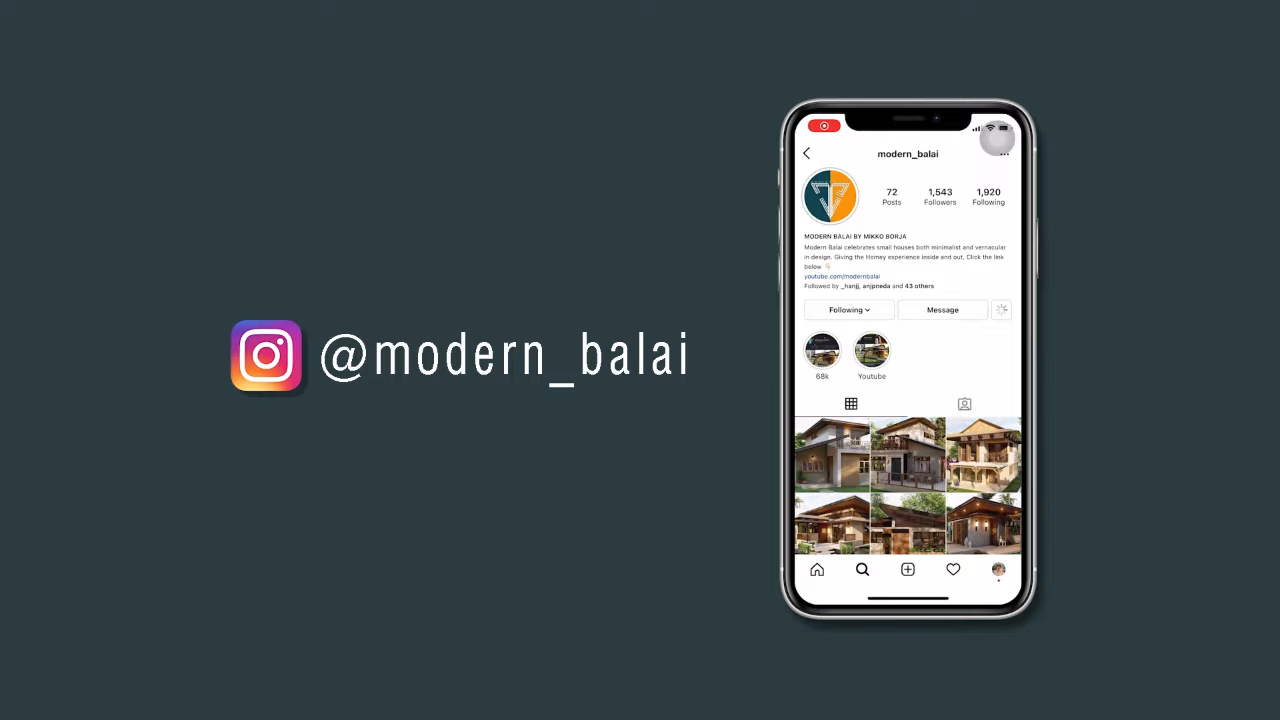 @modern_balai
modern_balai
72
Posts
1,543
Followers
1,920
Following
MODERN BALAI BY MIKKO BORJA
Modern Balai celebrates small houses both minimalist and vernacular
in design. Giving the Homey experience inside and out, Click the link
below 👇🏻
youtube.com/modernbalai
Followed by _hanjj, anjpneda and 43 others
Following
Message
68k
Youtube